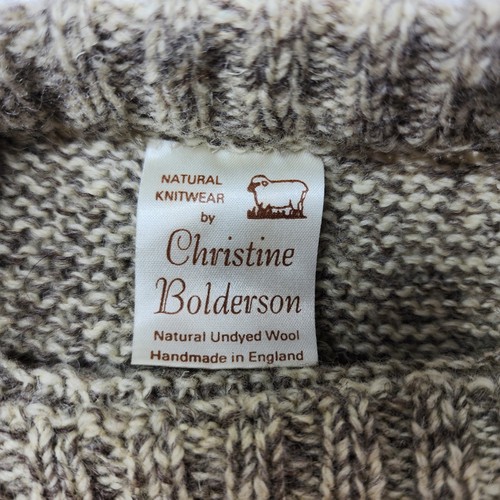 NATURAL
KNITWEAR
by
Christine
Bolderson
Natural Undyed Wool
Handmade in England